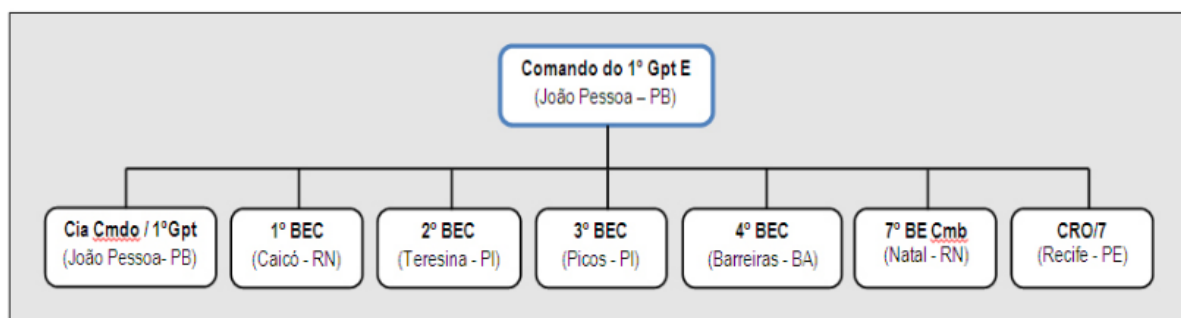 Comando do 1º Gpt E
(João Pessoa – PB)
Cia Cmdo / 1ºGpt
(João Pessoa- PB)
1º BEC
(Caicó - RN)
2º BEC
(Teresina - PI)
3º BEC
(Picos - PI)
4º BEC
(Barreiras - BA)
7º BE Cmb
(Natal - RN)
CRO/7
(Recife - PE)